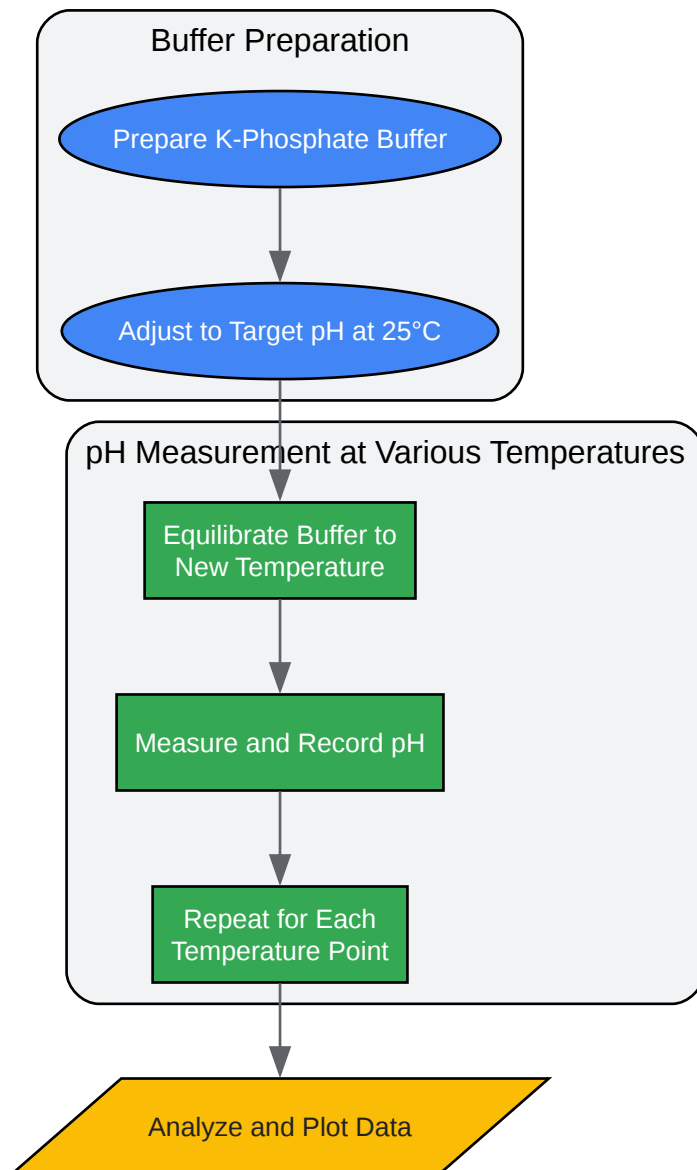 Buffer Preparation
Prepare K-Phosphate Buffer
Adjust to Target pH at 25°C
pH Measurement at Various Temperatures
Equilibrate Buffer to
New Temperature
Measure and Record pH
Repeat for Each
Temperature Point
Analyze and Plot Data